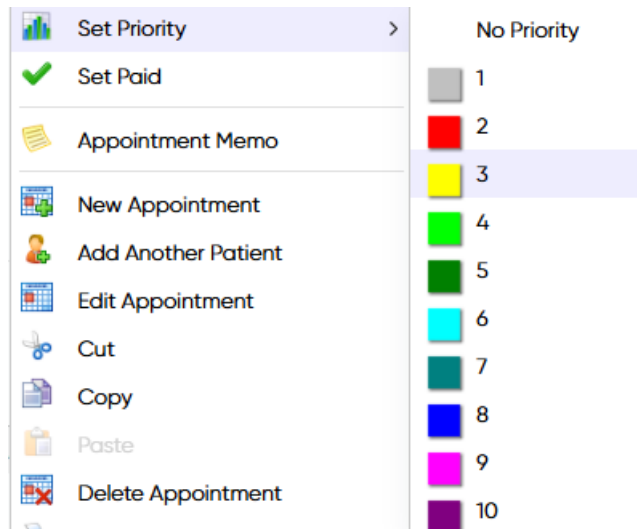 Set Priority
Set Paid
Appointment Memo
New Appointment
Add Another Patient
Edit Appointment
Cut
Copy
Paste
Delete Appointment
No Priority
1
2
3
4
5
6
7
8
9
10